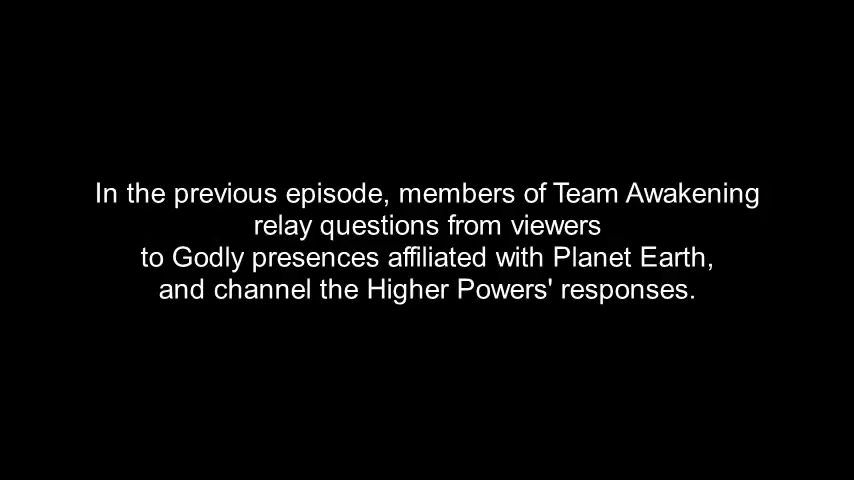 In the previous episode, members of Team Awakening
relay questions from viewers
to Godly presences affiliated with Planet Earth,
and channel the Higher Powers' responses.